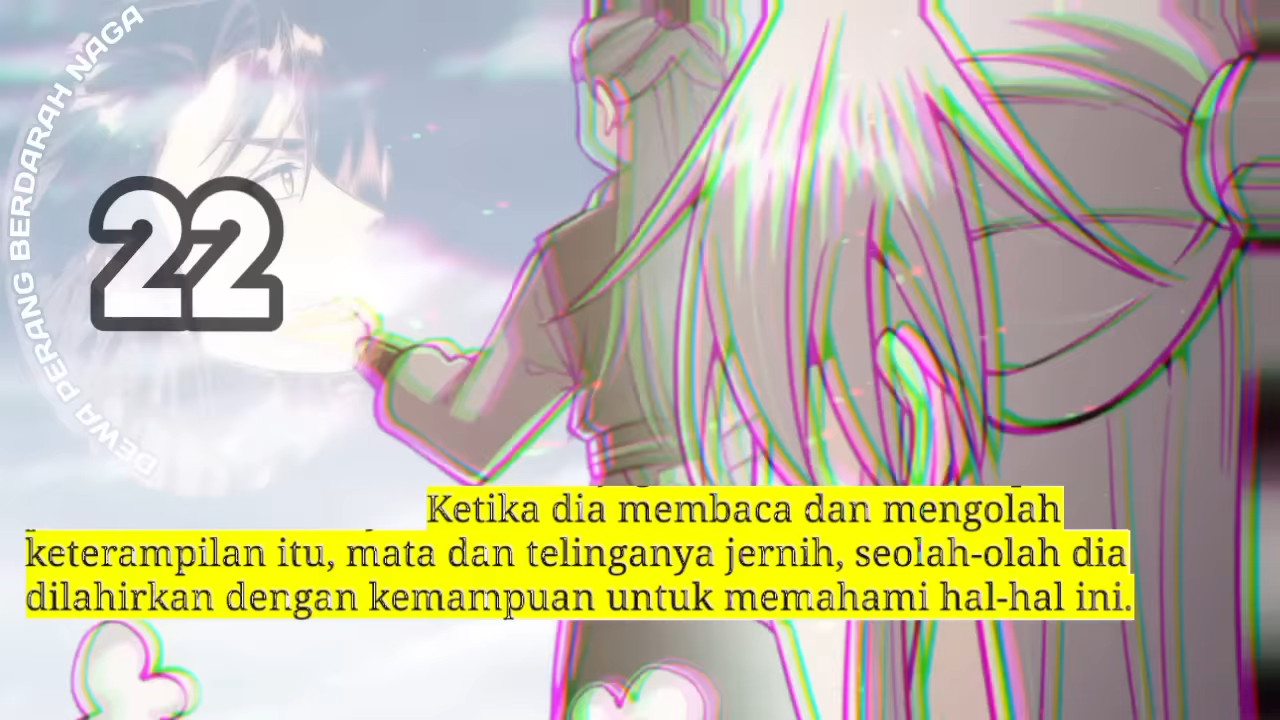 DEWA PERANG BERDARAH NAGA
22
Ketika dia membaca dan mengolah
keterampilan itu, mata dan telinganya jernih, seolah-olah dia
dilahirkan dengan kemampuan untuk memahami hal-hal ini.